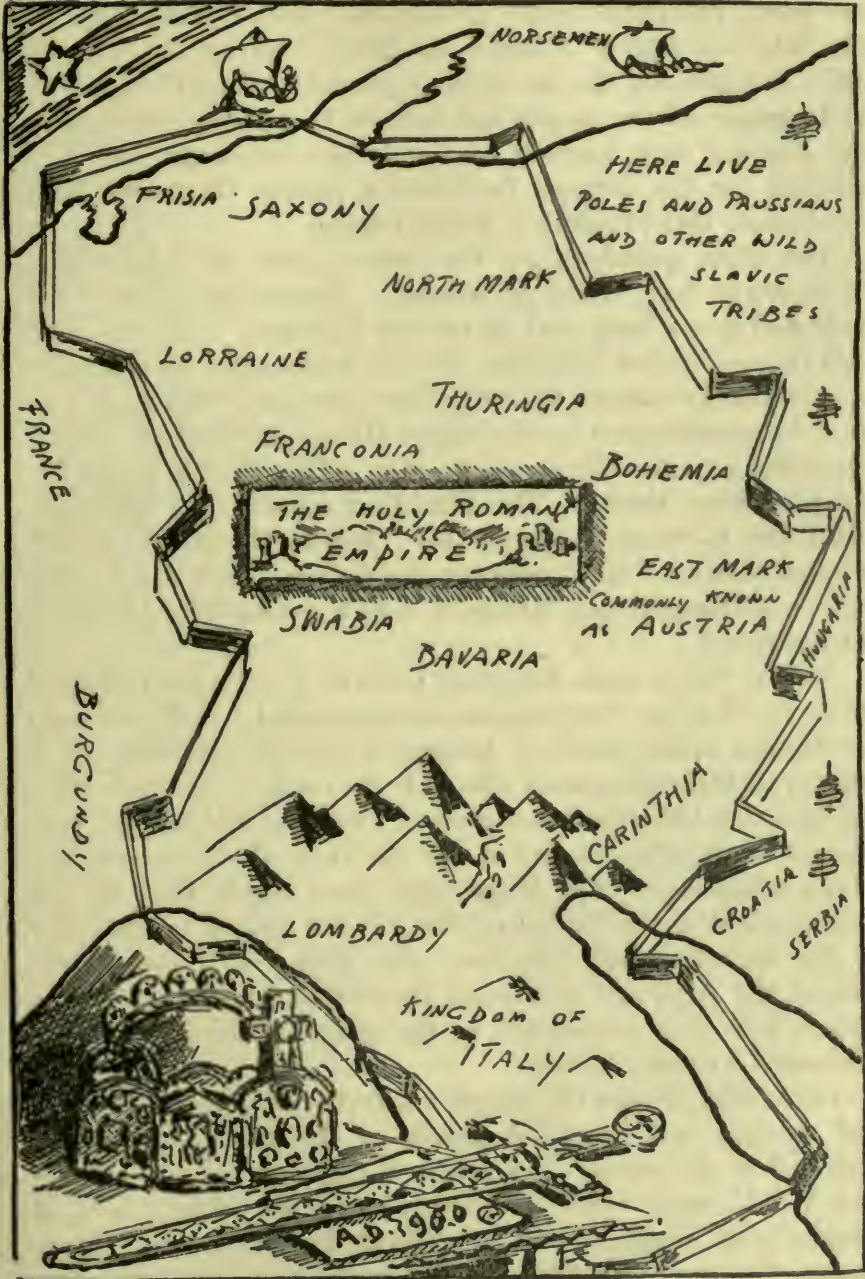 NORSEMEN
HERE LIVE
POLES AND PRUSSIANS
AND OTHER WILD
SLAVIC
TRIBES
FRISIA
SAXONY
NORTH MARK
LORRAINE
THURINGIA
FRANCE
FRANCONIA
BOHEMIA
THE HOLY ROMAN
EMPIRE
EAST MARK
COMMONLY KNOWN
AS AUSTRIA
HUNGARIA
SWABIA
BAVARIA
BURGUNDY
CARINTHIA
CROATIA
SERBIA
LOMBARDY
KINGDOM OF
ITALY
A.D.